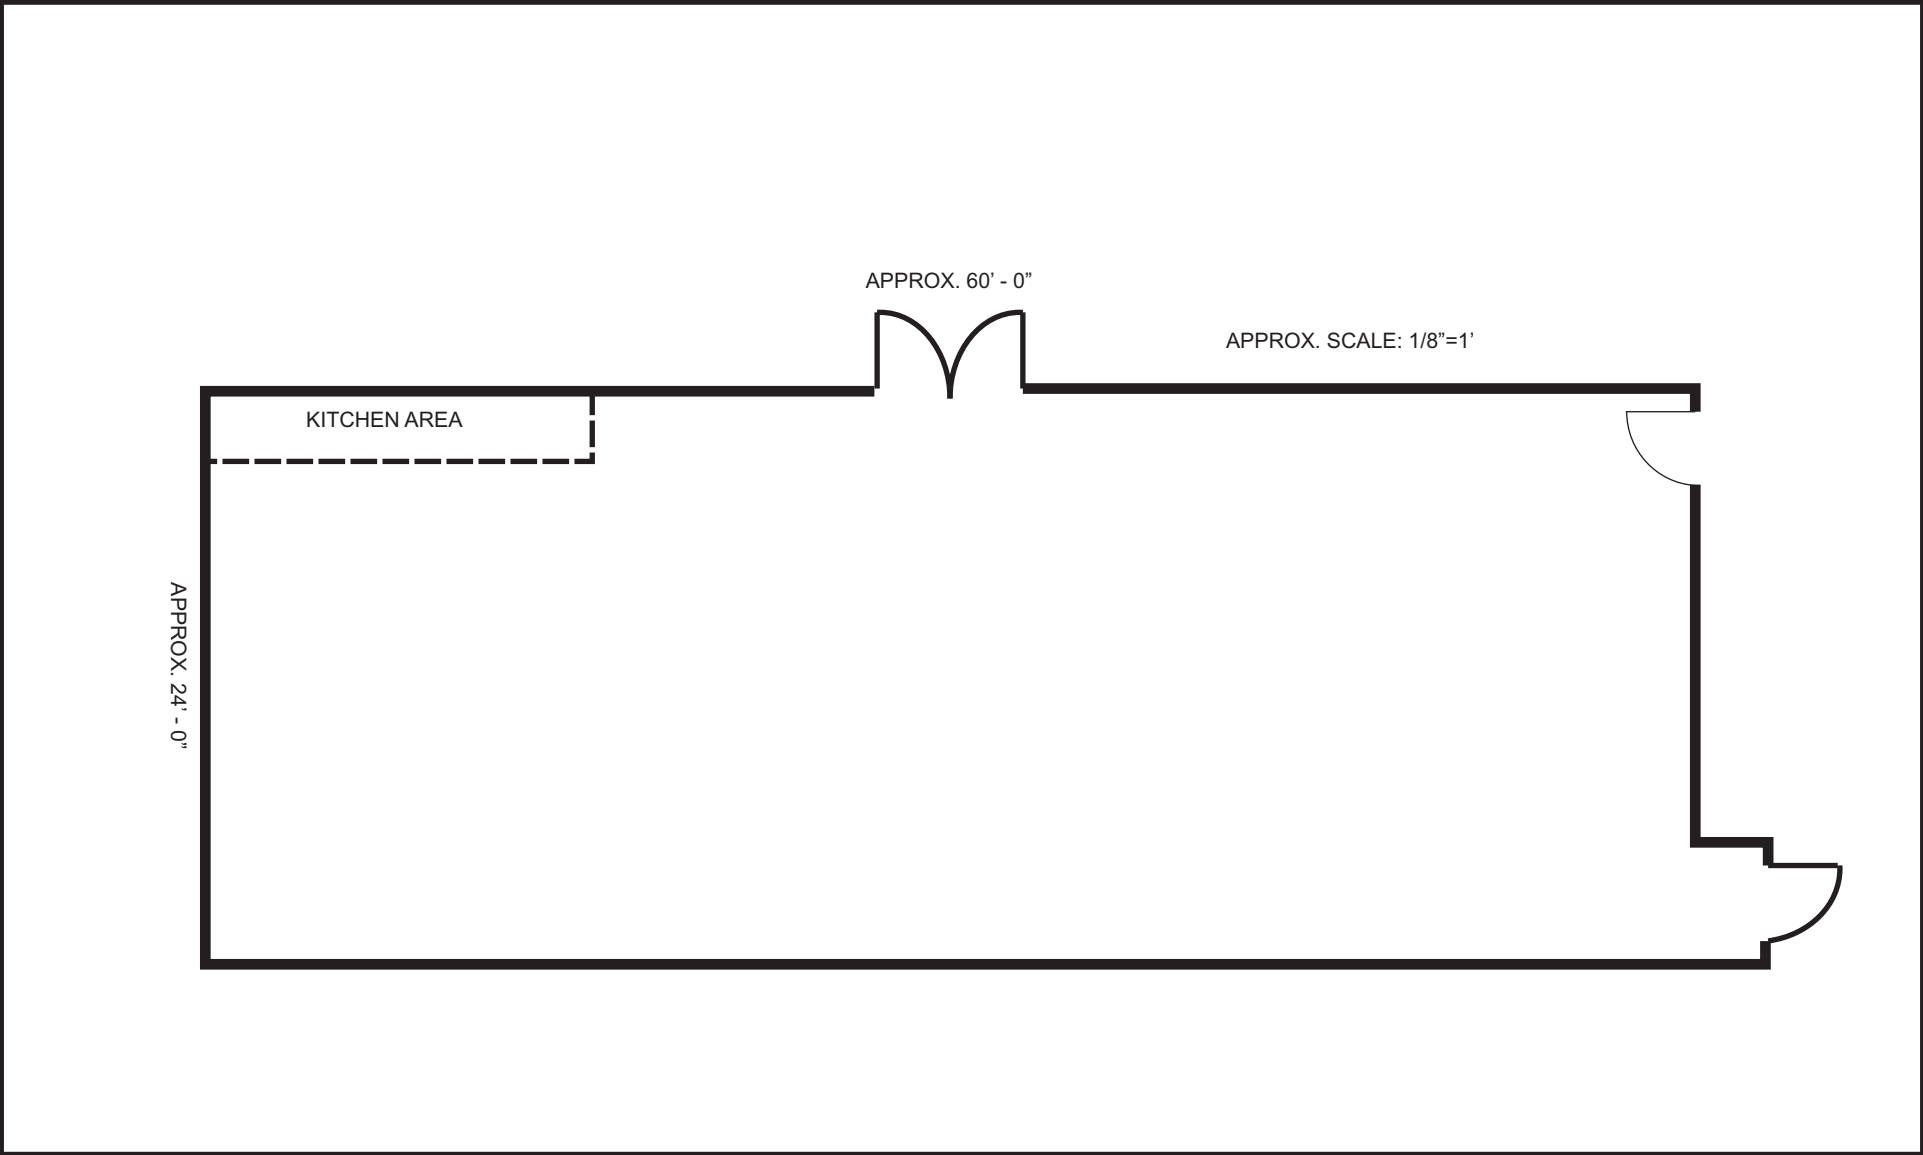 APPROX. 60’ - 0”
APPROX. SCALE: 1/8”=1’
KITCHEN AREA
APPROX. 24’ - 0”